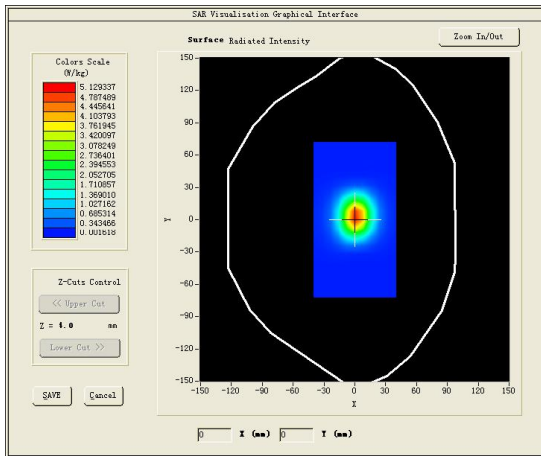 SAR Visualisation Graphical Interface
Surface Radiated Intensity
Zoom In/Out
Colors Scale
(W/kg)
5.129337
4.787489
4.445641
4.103793
3.761945
3.420097
3.078249
2.736401
2.394553
2.052705
1.710857
1.369010
1.027162
0.685314
0.343466
0.001618
Z-Cuts Control
<< Upper Cut
Z = 4.0 mm
Lower Cut >>
SAVE
Cancel
150
120
90
60
30
0
-30
-60
-90
-120
-150
Y
-150 -120 -90 -60 -30 0 30 60 90 120 150
X
0 X (mm) 0 Y (mm)